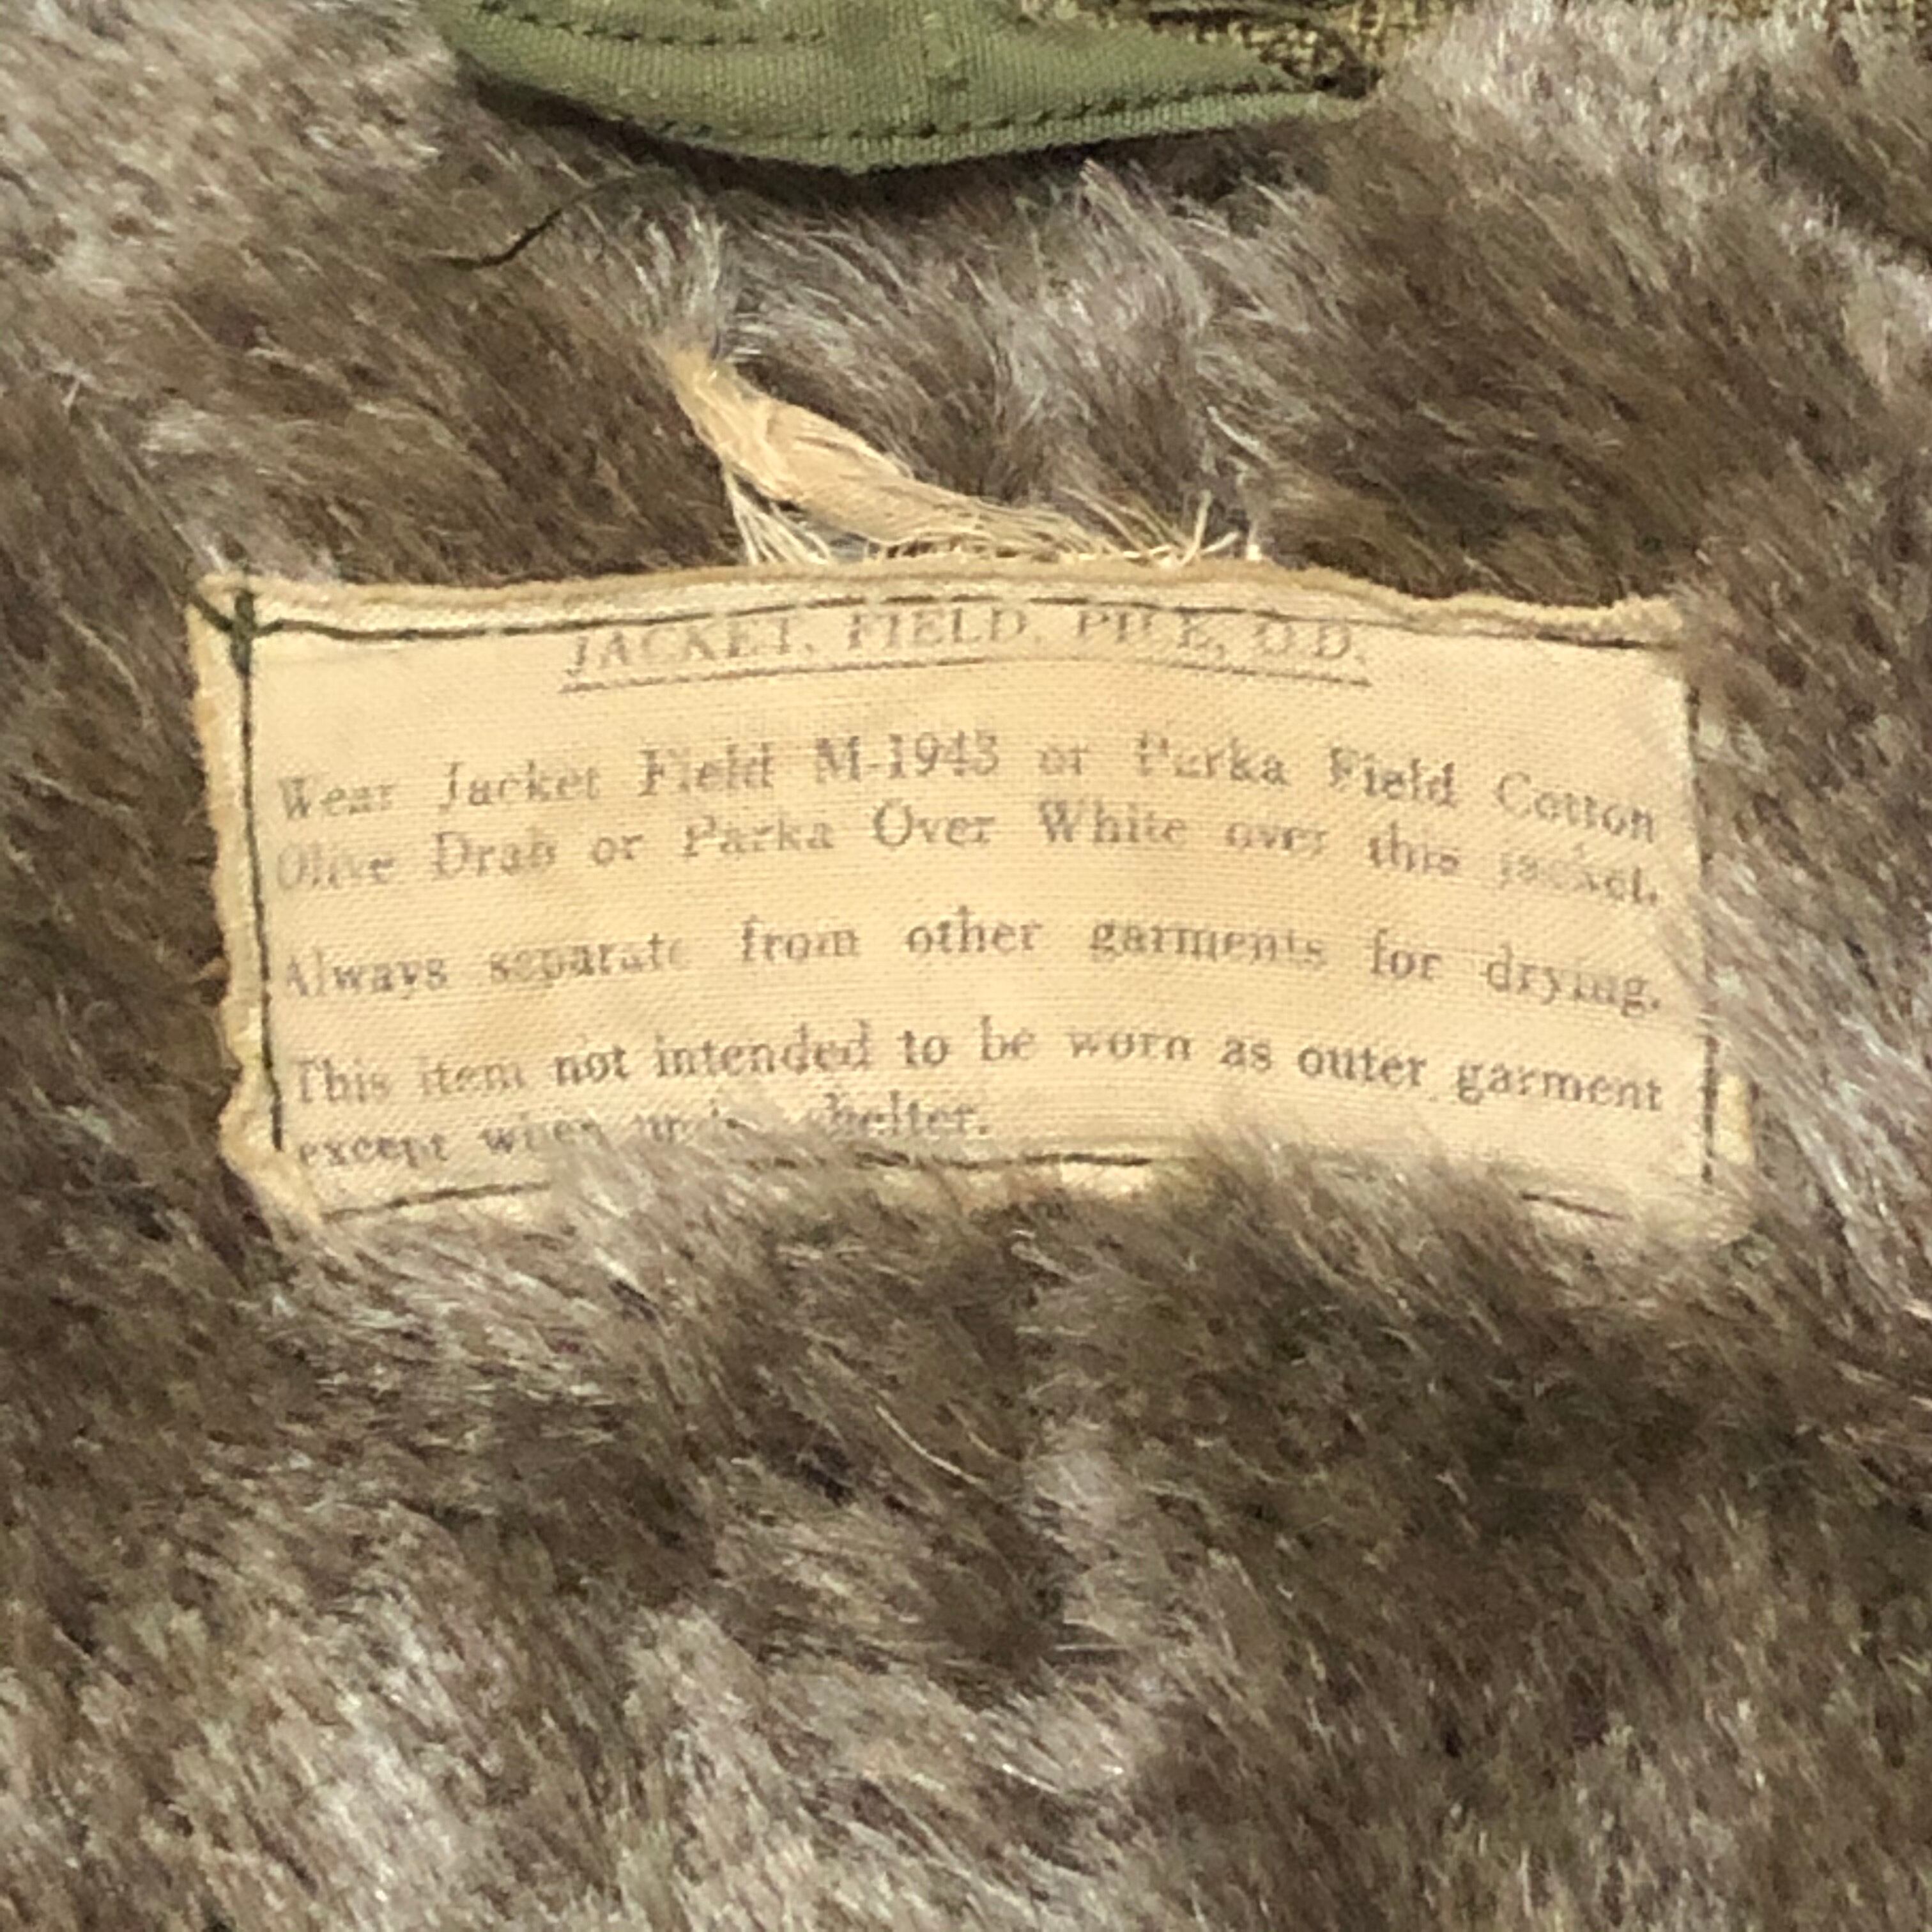 JACKET, FIELD, PILE, O.D.
Wear Jacket Field M-1943 or Parka Field Cotton
Olive Drab or Parka Over White over this jacket.
Always separate from other garments for drying.
This item not intended to be worn as outer garment
except when under shelter.